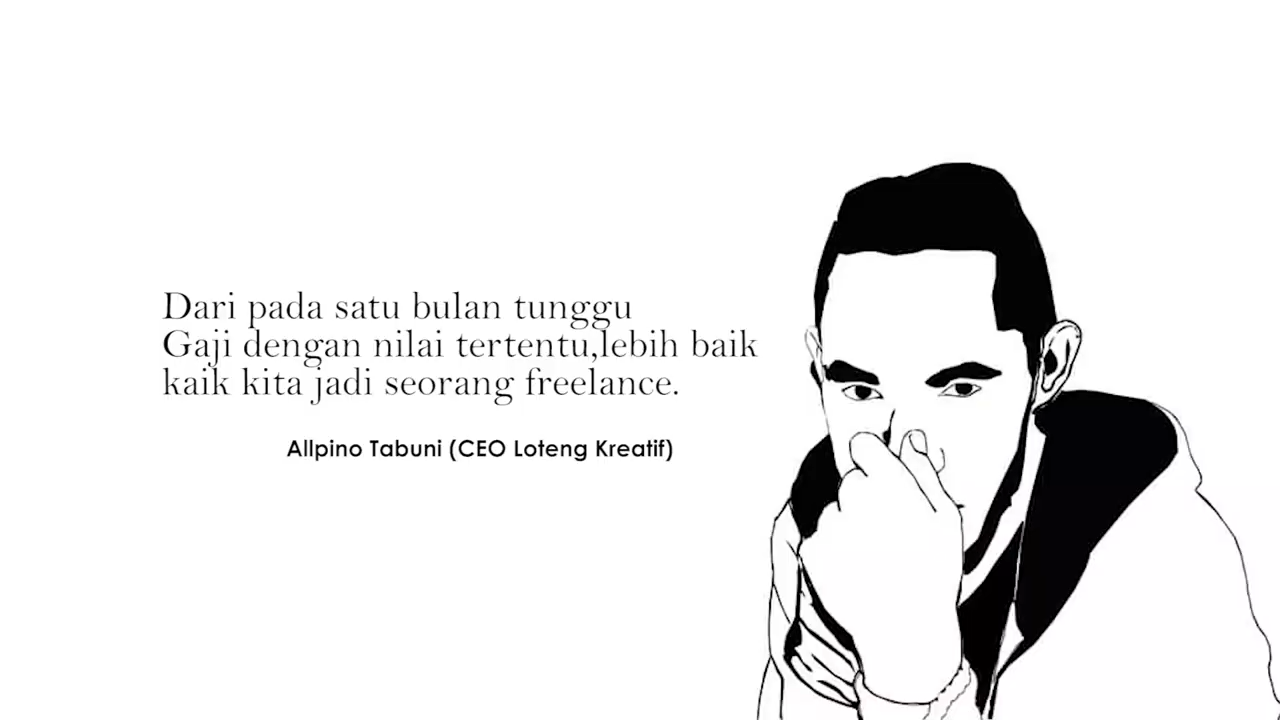 Dari pada satu bulan tunggu
Gaji dengan nilai tertentu,lebih baik
kaik kita jadi seorang freelance.
Allpino Tabuni (CEO Loteng Kreatif)